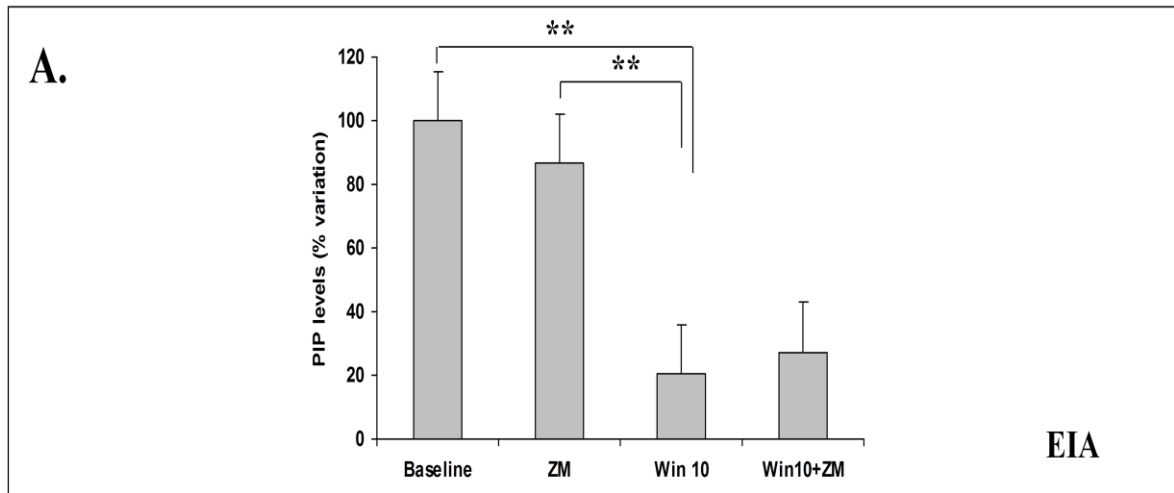 A.
**
**
PIP levels (% variation)
120
100
80
60
40
20
0
Baseline ZM Win 10 Win10+ZM
EIA